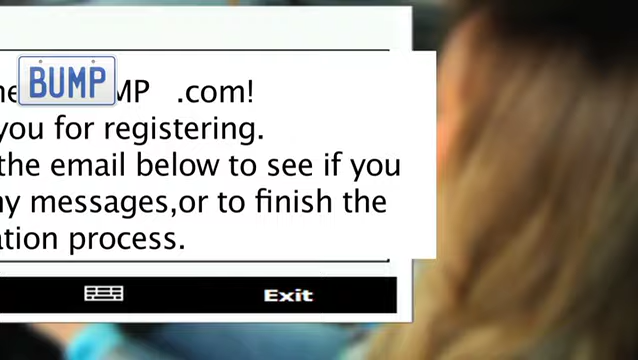 BUMP
MP .com!
you for registering.
the email below to see if you
messages,or to finish the
process.
Exit